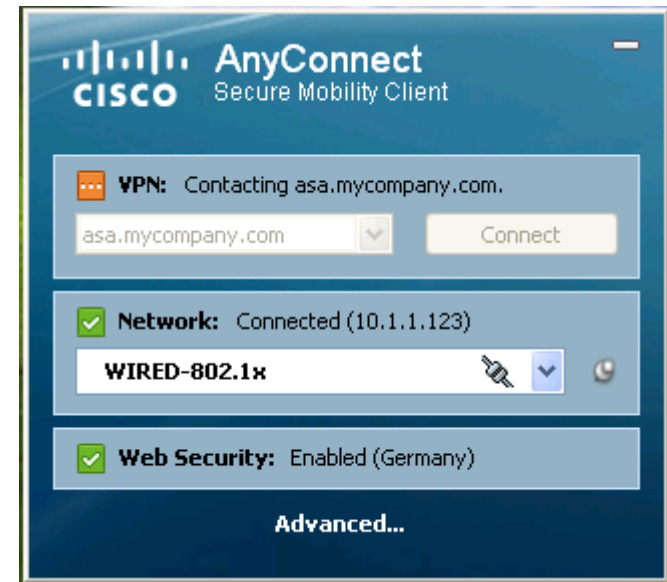 AnyConnect
CISCO Secure Mobility Client
VPN: Contacting asa.mycompany.com.
asa.mycompany.com Connect
Network: Connected (10.1.1.123)
WIRED-802.1x
Web Security: Enabled (Germany)
Advanced...